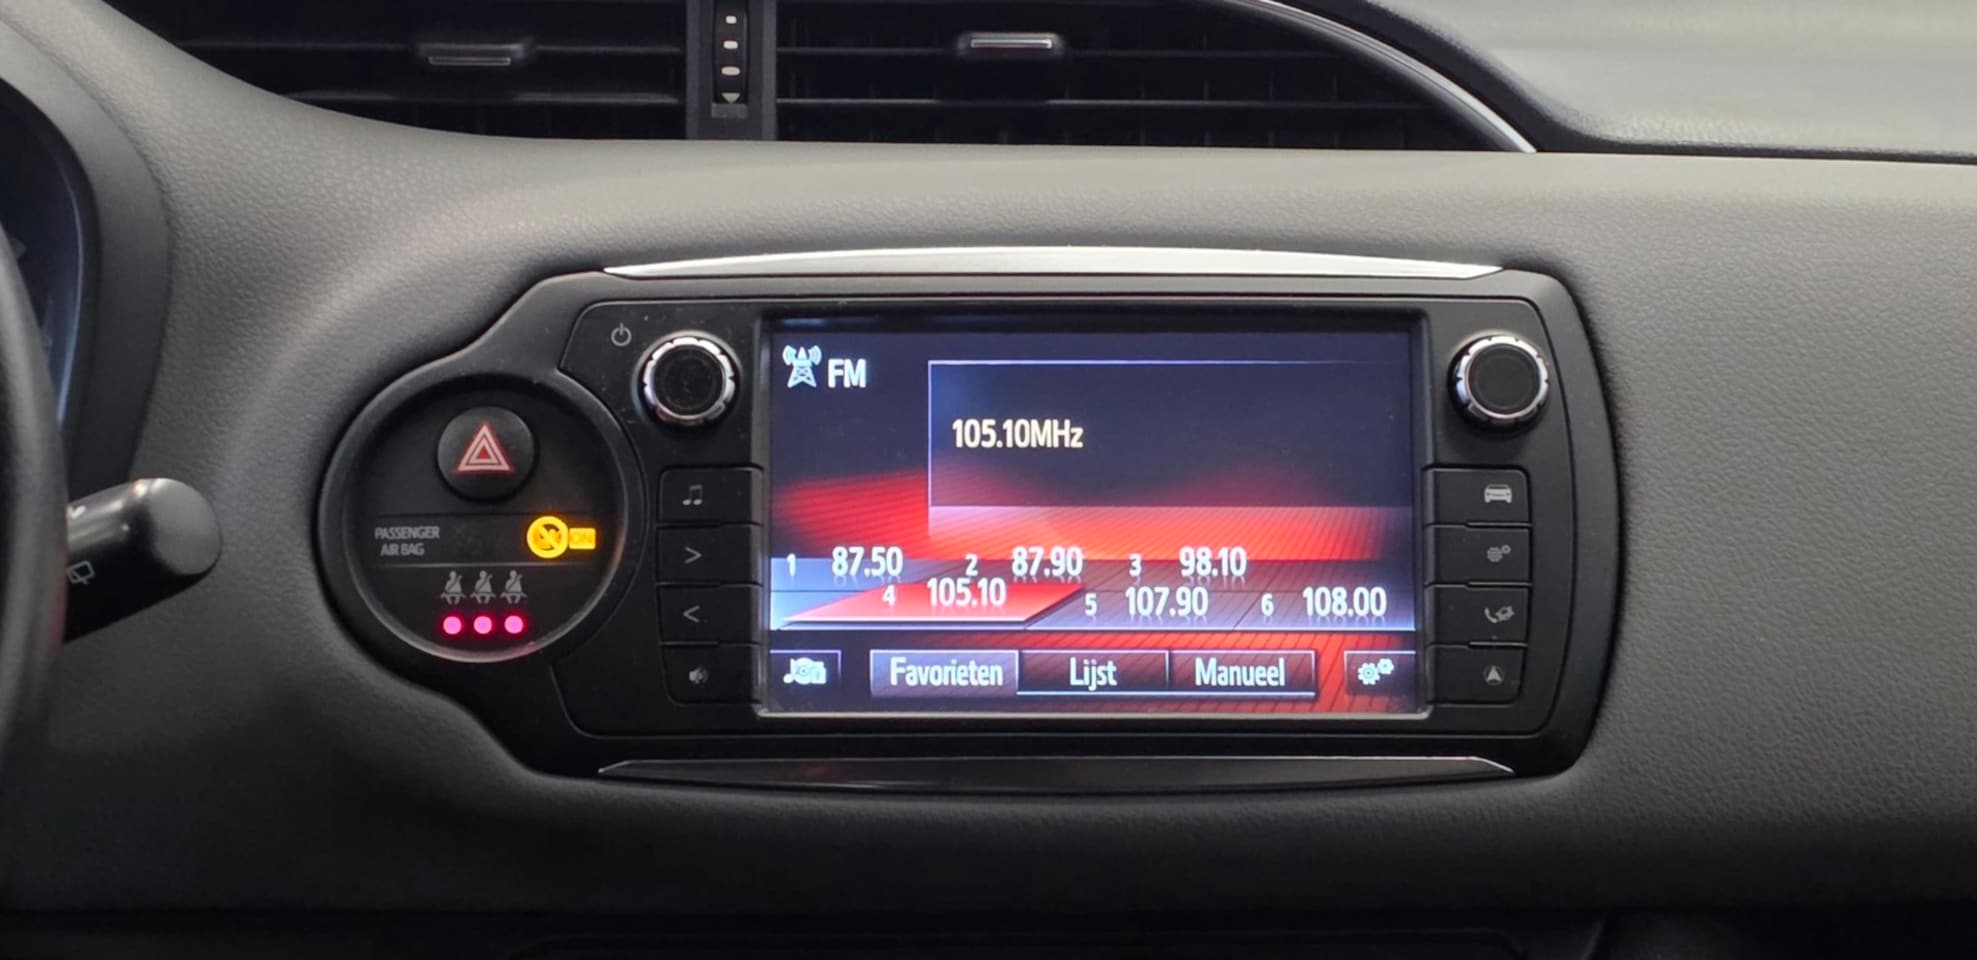 FM
105.10MHz
PASSENGER
AIR BAG
ON
1 87.50 2 87.90 3 98.10
4 105.10 5 107.90 6 108.00
Favorieten Lijst Manueel